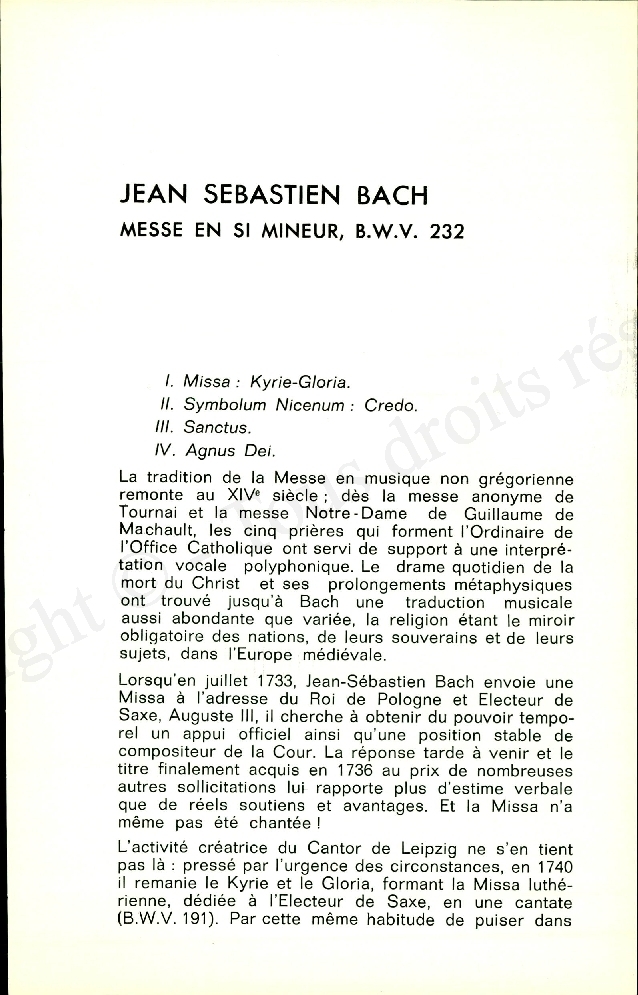 JEAN SEBASTIEN BACH
MESSE EN SI MINEUR, B.W.V. 232
I. Missa : Kyrie-Gloria.
II. Symbolum Nicenum : Credo.
III. Sanctus.
IV. Agnus Dei.
La tradition de la Messe en musique non grégorienne
remonte au XIVe siècle ; dès la messe anonyme de
Tournai et la messe Notre-Dame de Guillaume de
Machault, les cinq prières qui forment l'Ordinaire de
l'Office Catholique ont servi de support à une interpré-
tation vocale polyphonique. Le drame quotidien de la
mort du Christ et ses prolongements métaphysiques
ont trouvé jusqu'à Bach une traduction musicale
aussi abondante que variée, la religion étant le miroir
obligatoire des nations, de leurs souverains et de leurs
sujets, dans l'Europe médiévale.
Lorsqu'en juillet 1733, Jean-Sébastien Bach envoie une
Missa à l'adresse du Roi de Pologne et Electeur de
Saxe, Auguste III, il cherche à obtenir du pouvoir tempo-
rel un appui officiel ainsi qu'une position stable de
compositeur de la Cour. La réponse tarde à venir et le
titre finalement acquis en 1736 au prix de nombreuses
autres sollicitations lui rapporte plus d'estime verbale
que de réels soutiens et avantages. Et la Missa n'a
même pas été chantée !
L'activité créatrice du Cantor de Leipzig ne s'en tient
pas là : pressé par l'urgence des circonstances, en 1740
il remanie le Kyrie et le Gloria, formant la Missa luthé-
rienne, dédiée à l'Electeur de Saxe, en une cantate
(B.W.V. 191). Par cette même habitude de puiser dans
ight © tous droits rés